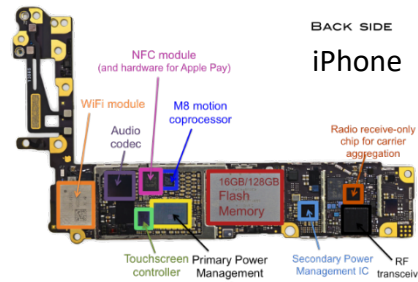 BACK SIDE
iPhone
NFC module
(and hardware for Apple Pay)
WiFi module
M8 motion
coprocessor
Audio
codec
Radio receive-only
chip for carrier
aggregation
16GB/128GB
Flash
Memory
Touchscreen
controller
Primary Power
Management
Secondary Power
Management IC
RF
transceiv